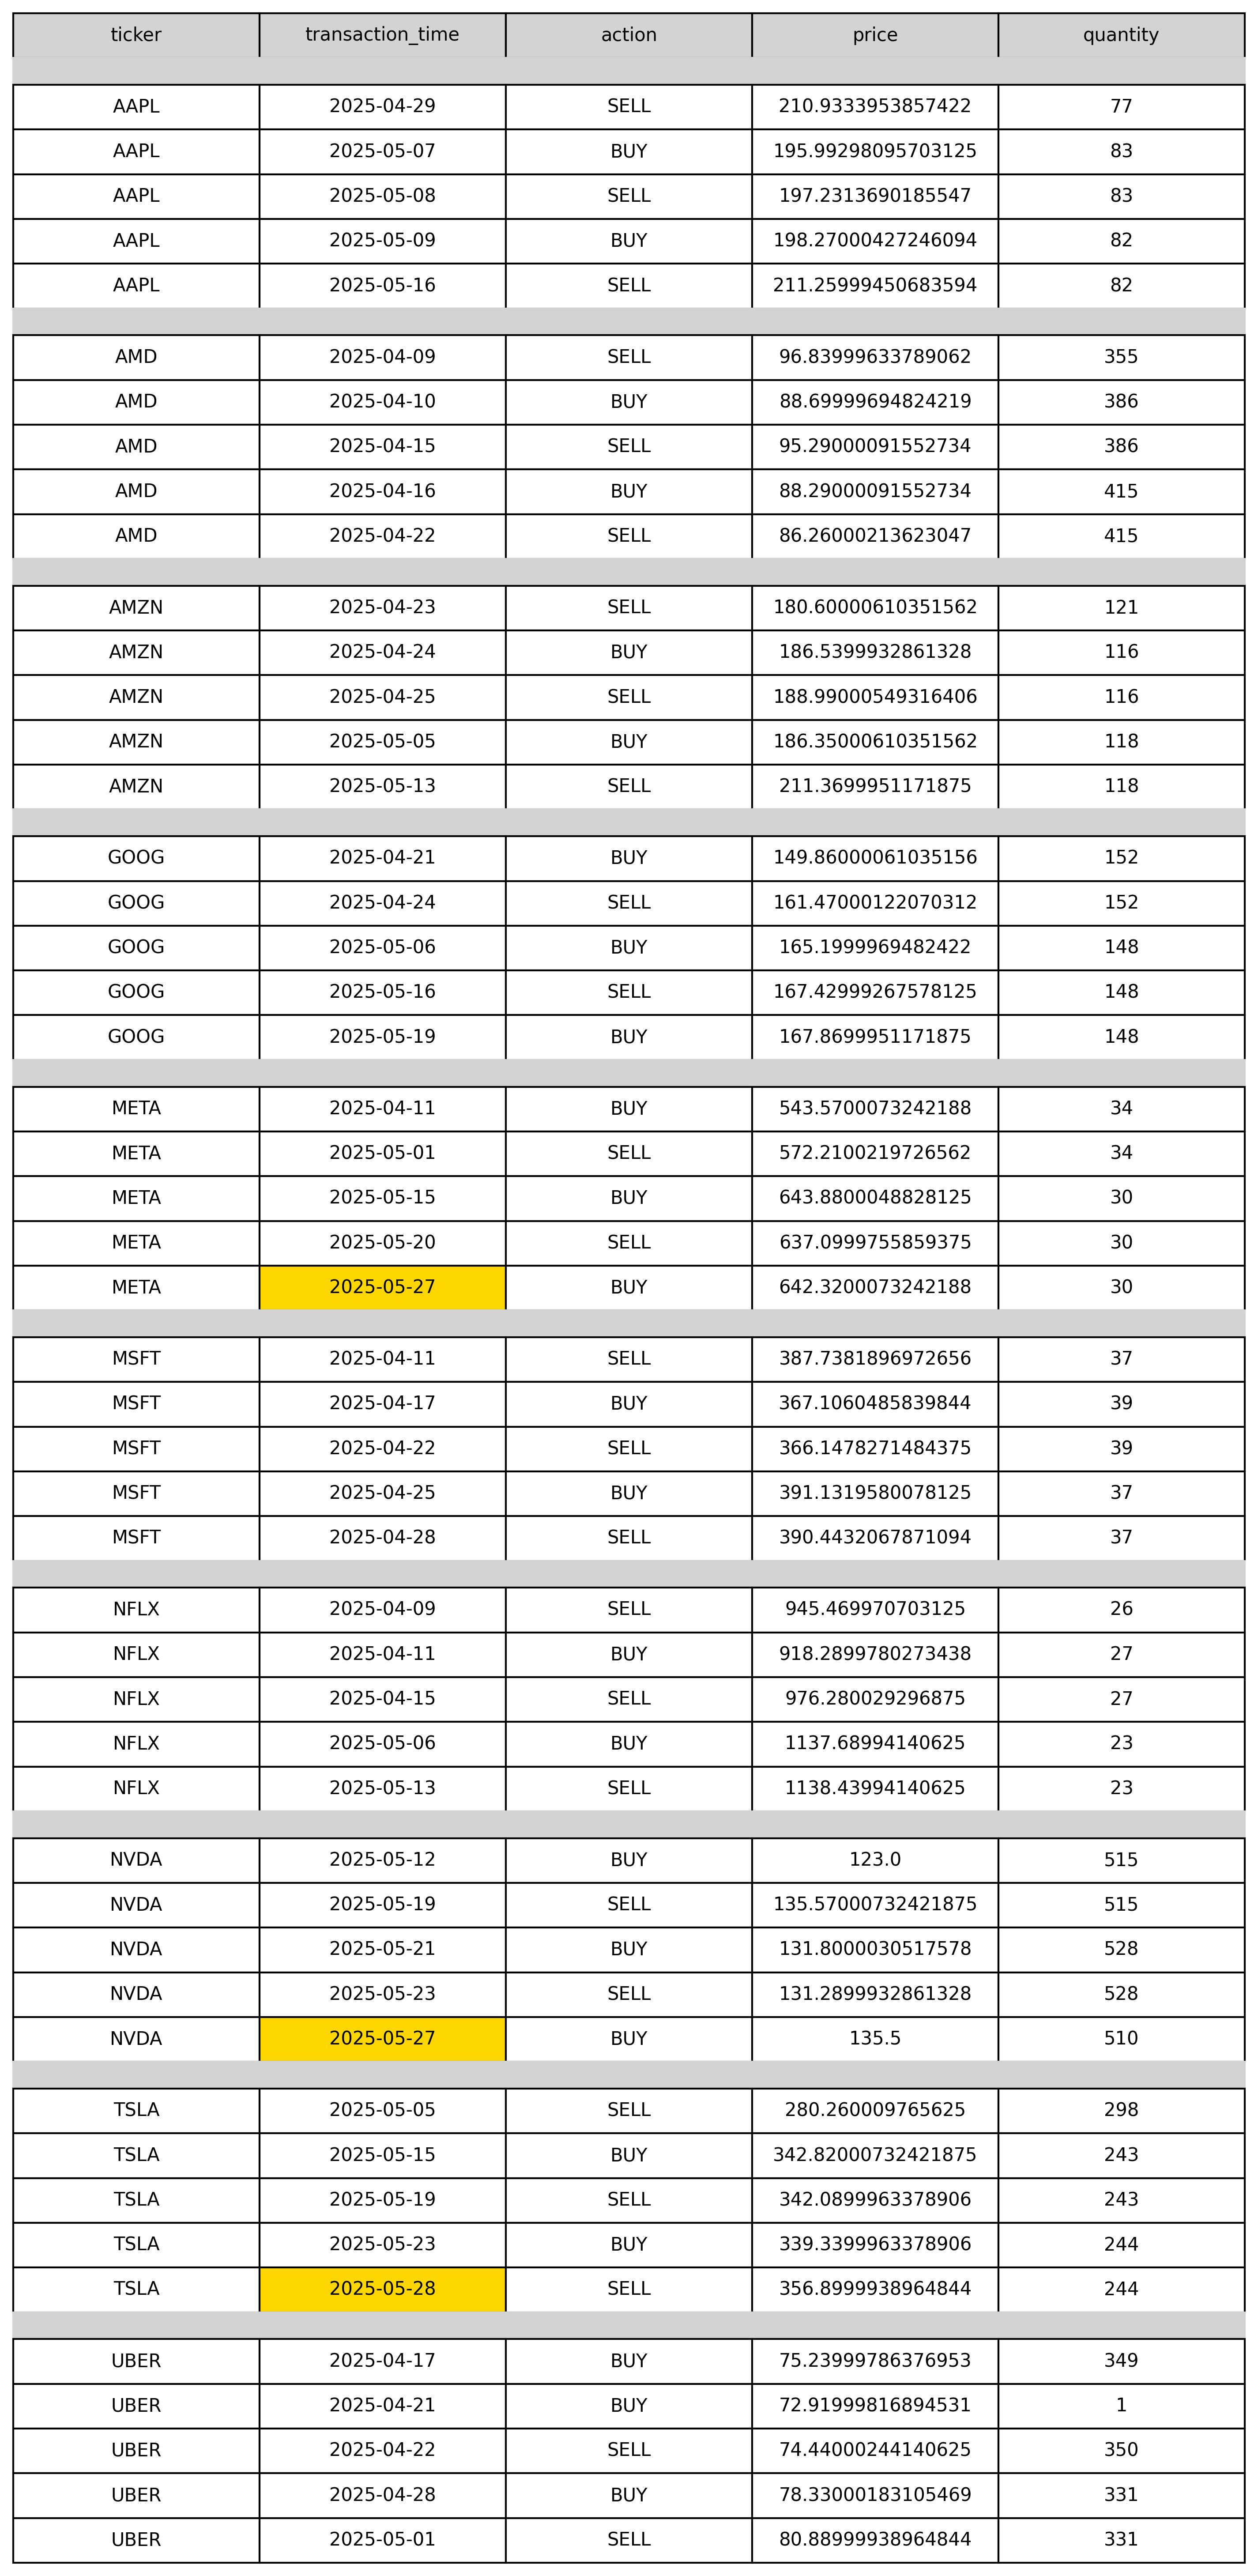 ticker transaction_time action price quantity
AAPL 2025-04-29 SELL 210.9333953857422 77
AAPL 2025-05-07 BUY 195.99298095703125 83
AAPL 2025-05-08 SELL 197.2313690185547 83
AAPL 2025-05-09 BUY 198.27000427246094 82
AAPL 2025-05-16 SELL 211.25999450683594 82
AMD 2025-04-09 SELL 96.83999633789062 355
AMD 2025-04-10 BUY 88.69999694824219 386
AMD 2025-04-15 SELL 95.29000091552734 386
AMD 2025-04-16 BUY 88.29000091552734 415
AMD 2025-04-22 SELL 86.26000213623047 415
AMZN 2025-04-23 SELL 180.60000610351562 121
AMZN 2025-04-24 BUY 186.5399932861328 116
AMZN 2025-04-25 SELL 188.99000549316406 116
AMZN 2025-05-05 BUY 186.35000610351562 118
AMZN 2025-05-13 SELL 211.3699951171875 118
GOOG 2025-04-21 BUY 149.86000061035156 152
GOOG 2025-04-24 SELL 161.47000122070312 152
GOOG 2025-05-06 BUY 165.1999969482422 148
GOOG 2025-05-16 SELL 167.42999267578125 148
GOOG 2025-05-19 BUY 167.8699951171875 148
META 2025-04-11 BUY 543.5700073242188 34
META 2025-05-01 SELL 572.2100219726562 34
META 2025-05-15 BUY 643.8800048828125 30
META 2025-05-20 SELL 637.0999755859375 30
META 2025-05-27 BUY 642.3200073242188 30
MSFT 2025-04-11 SELL 387.7381896972656 37
MSFT 2025-04-17 BUY 367.1060485839844 39
MSFT 2025-04-22 SELL 366.1478271484375 39
MSFT 2025-04-25 BUY 391.1319580078125 37
MSFT 2025-04-28 SELL 390.4432067871094 37
NFLX 2025-04-09 SELL 945.469970703125 26
NFLX 2025-04-11 BUY 918.2899780273438 27
NFLX 2025-04-15 SELL 976.280029296875 27
NFLX 2025-05-06 BUY 1137.68994140625 23
NFLX 2025-05-13 SELL 1138.43994140625 23
NVDA 2025-05-12 BUY 123.0 515
NVDA 2025-05-19 SELL 135.57000732421875 515
NVDA 2025-05-21 BUY 131.8000030517578 528
NVDA 2025-05-23 SELL 131.2899932861328 528
NVDA 2025-05-27 BUY 135.5 510
TSLA 2025-05-05 SELL 280.260009765625 298
TSLA 2025-05-15 BUY 342.82000732421875 243
TSLA 2025-05-19 SELL 342.0899963378906 243
TSLA 2025-05-23 BUY 339.3399963378906 244
TSLA 2025-05-28 SELL 356.8999938964844 244
UBER 2025-04-17 BUY 75.23999786376953 349
UBER 2025-04-21 BUY 72.91999816894531 1
UBER 2025-04-22 SELL 74.44000244140625 350
UBER 2025-04-28 BUY 78.33000183105469 331
UBER 2025-05-01 SELL 80.88999938964844 331